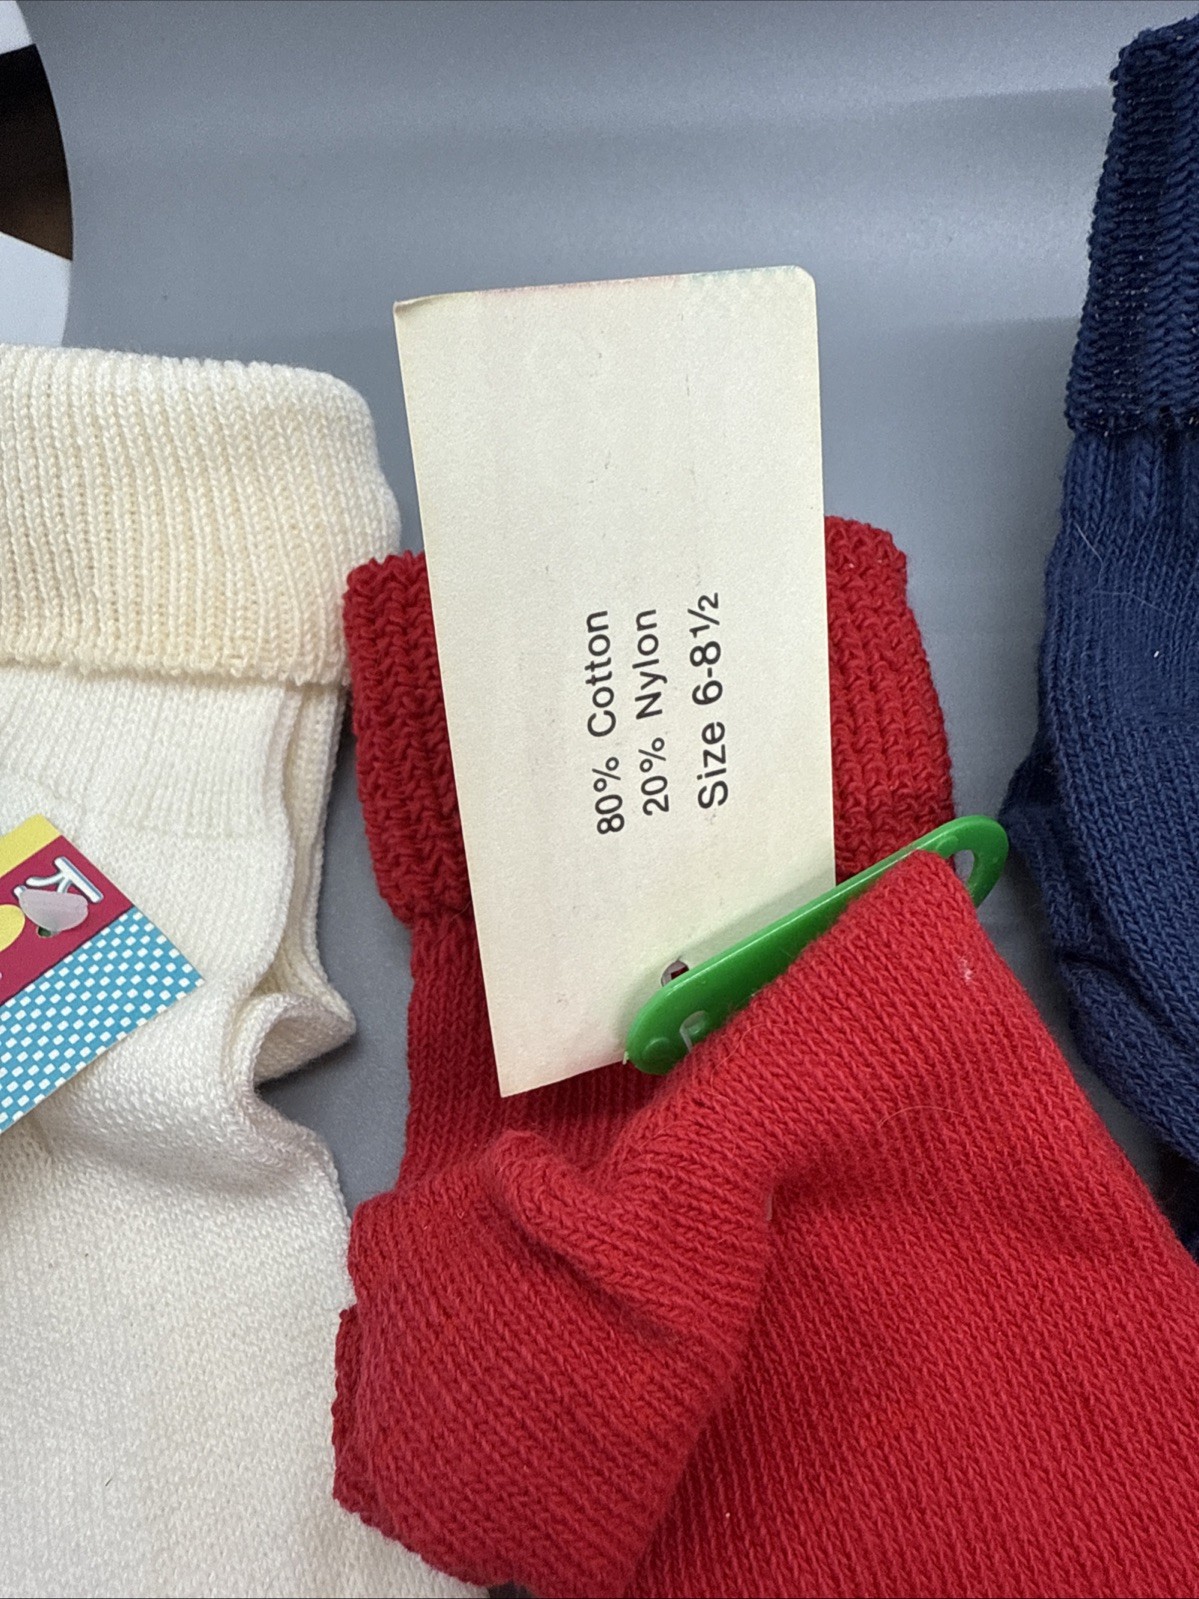 80% Cotton
20% Nylon
Size 6-8½
K